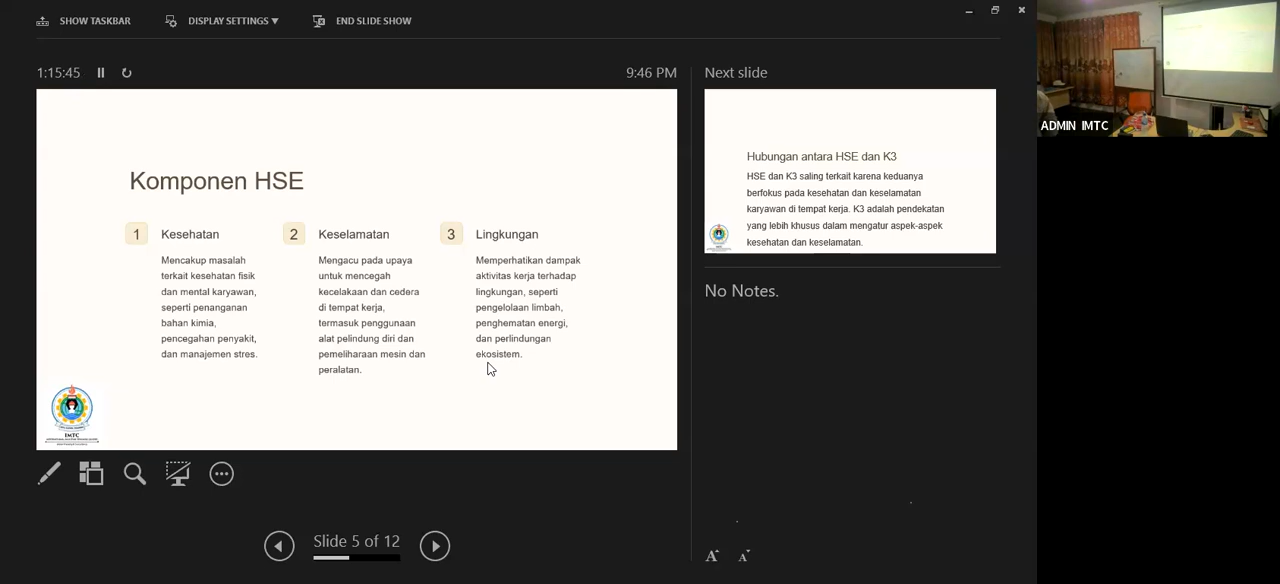 SHOW TASKBAR
DISPLAY SETTINGS ▼
END SLIDE SHOW
1:15:45
9:46 PM
Komponen HSE
1
Kesehatan
Mencakup masalah
terkait kesehatan fisik
dan mental karyawan,
seperti penanganan
bahan kimia,
pencegahan penyakit,
dan manajemen stres.
2
Keselamatan
Mengacu pada upaya
untuk mencegah
kecelakaan dan cedera
di tempat kerja,
termasuk penggunaan
alat pelindung diri dan
pemeliharaan mesin dan
peralatan.
3
Lingkungan
Memperhatikan dampak
aktivitas kerja terhadap
lingkungan, seperti
pengelolaan limbah,
penghematan energi,
dan perlindungan
ekosistem.
IMTC
Slide 5 of 12
Next slide
Hubungan antara HSE dan K3
HSE dan K3 saling terkait karena keduanya
berfokus pada kesehatan dan keselamatan
karyawan di tempat kerja. K3 adalah pendekatan
yang lebih khusus dalam mengatur aspek-aspek
kesehatan dan keselamatan.
No Notes.
A A
ADMIN IMTC